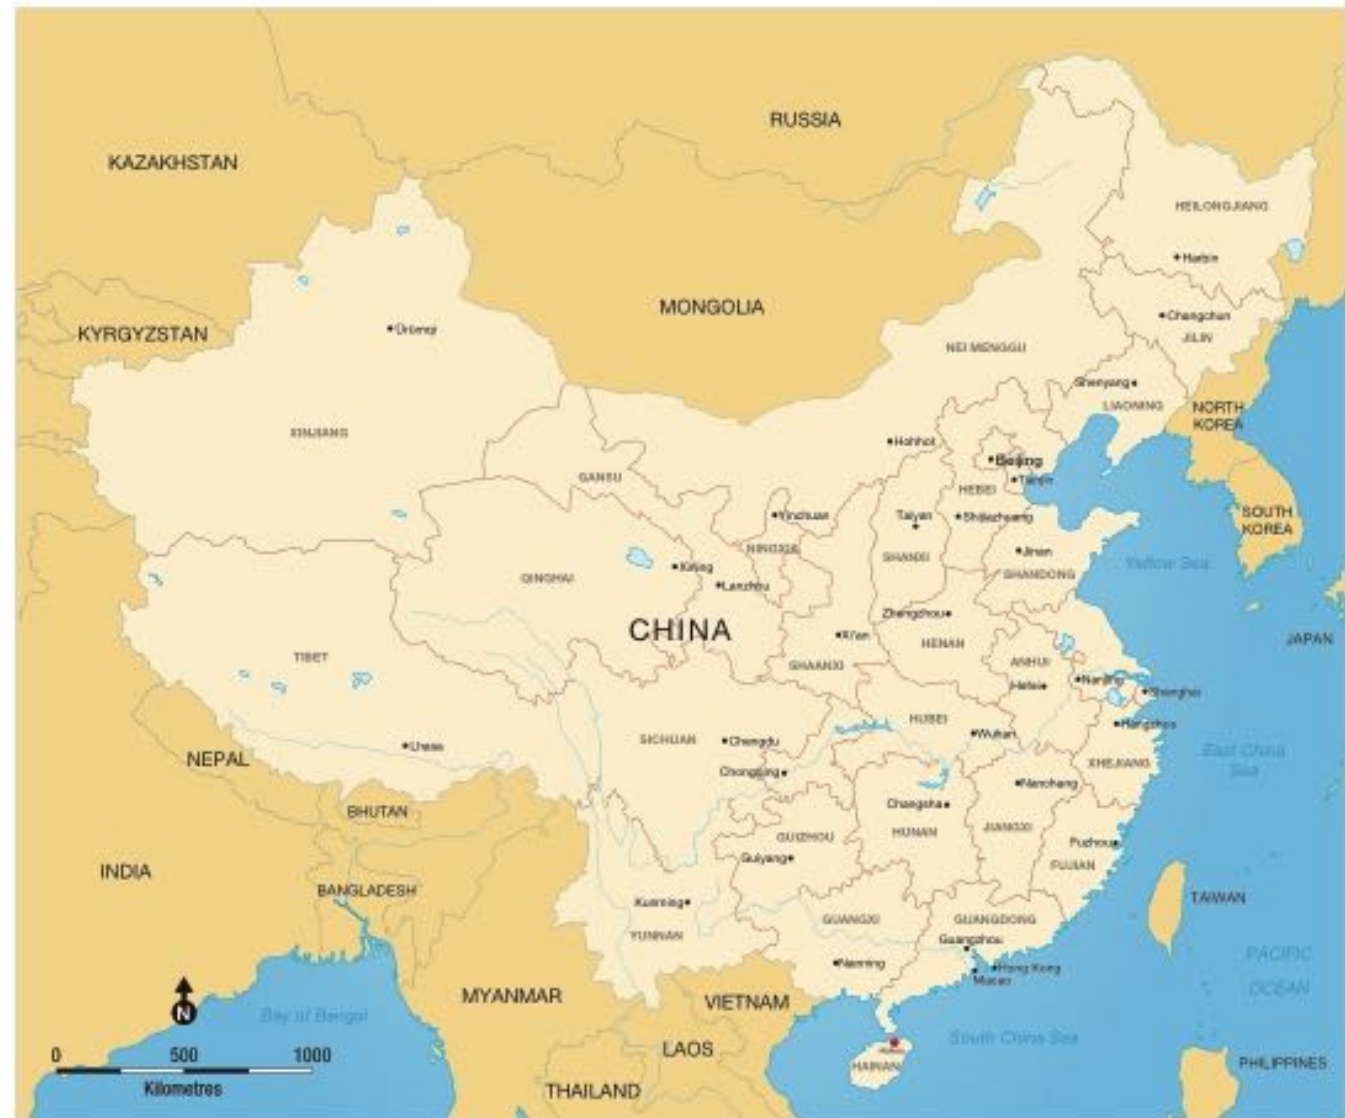 RUSSIA
KAZAKHSTAN
HEILONGJIANG
Harbin
MONGOLIA
KYRGYZSTAN
Ürümqi
Changchun
JILIN
NEI MENGGU
Shenyang
LIAONING
NORTH
KOREA
XINJIANG
Hohhot
Beijing
GANSU
HEBEI
Tianjin
SOUTH
KOREA
Yinchuan
Taiyan
Shijiazhuang
NINGXIA
SHANXI
Jinan
SHANDONG
Yellow Sea
QINGHAI
Xining
Lanzhou
Zhengzhou
CHINA
Xi'an
HENAN
JAPAN
TIBET
SHAANXI
ANHUI
Hefei
Nanjing
Shanghai
HUBEI
Hangzhou
SICHUAN
Chengdu
Wuhan
Lhasa
NEPAL
East China
Sea
XHEJIANG
Chongqing
Nanchang
BHUTAN
Changsha
HUNAN
JIANGXI
GUIZHOU
Guiyang
Fuzhou
FUJIAN
INDIA
BANGLADESH
TAIWAN
Kunming
YUNNAN
GUANGXI
GUANGDONG
Guangzhou
Nanning
Hong Kong
Macao
PACIFIC
OCEAN
MYANMAR
VIETNAM
N
Bay of Bengal
South China Sea
LAOS
HAINAN
PHILIPPINES
0 500 1000
Kilometres
THAILAND